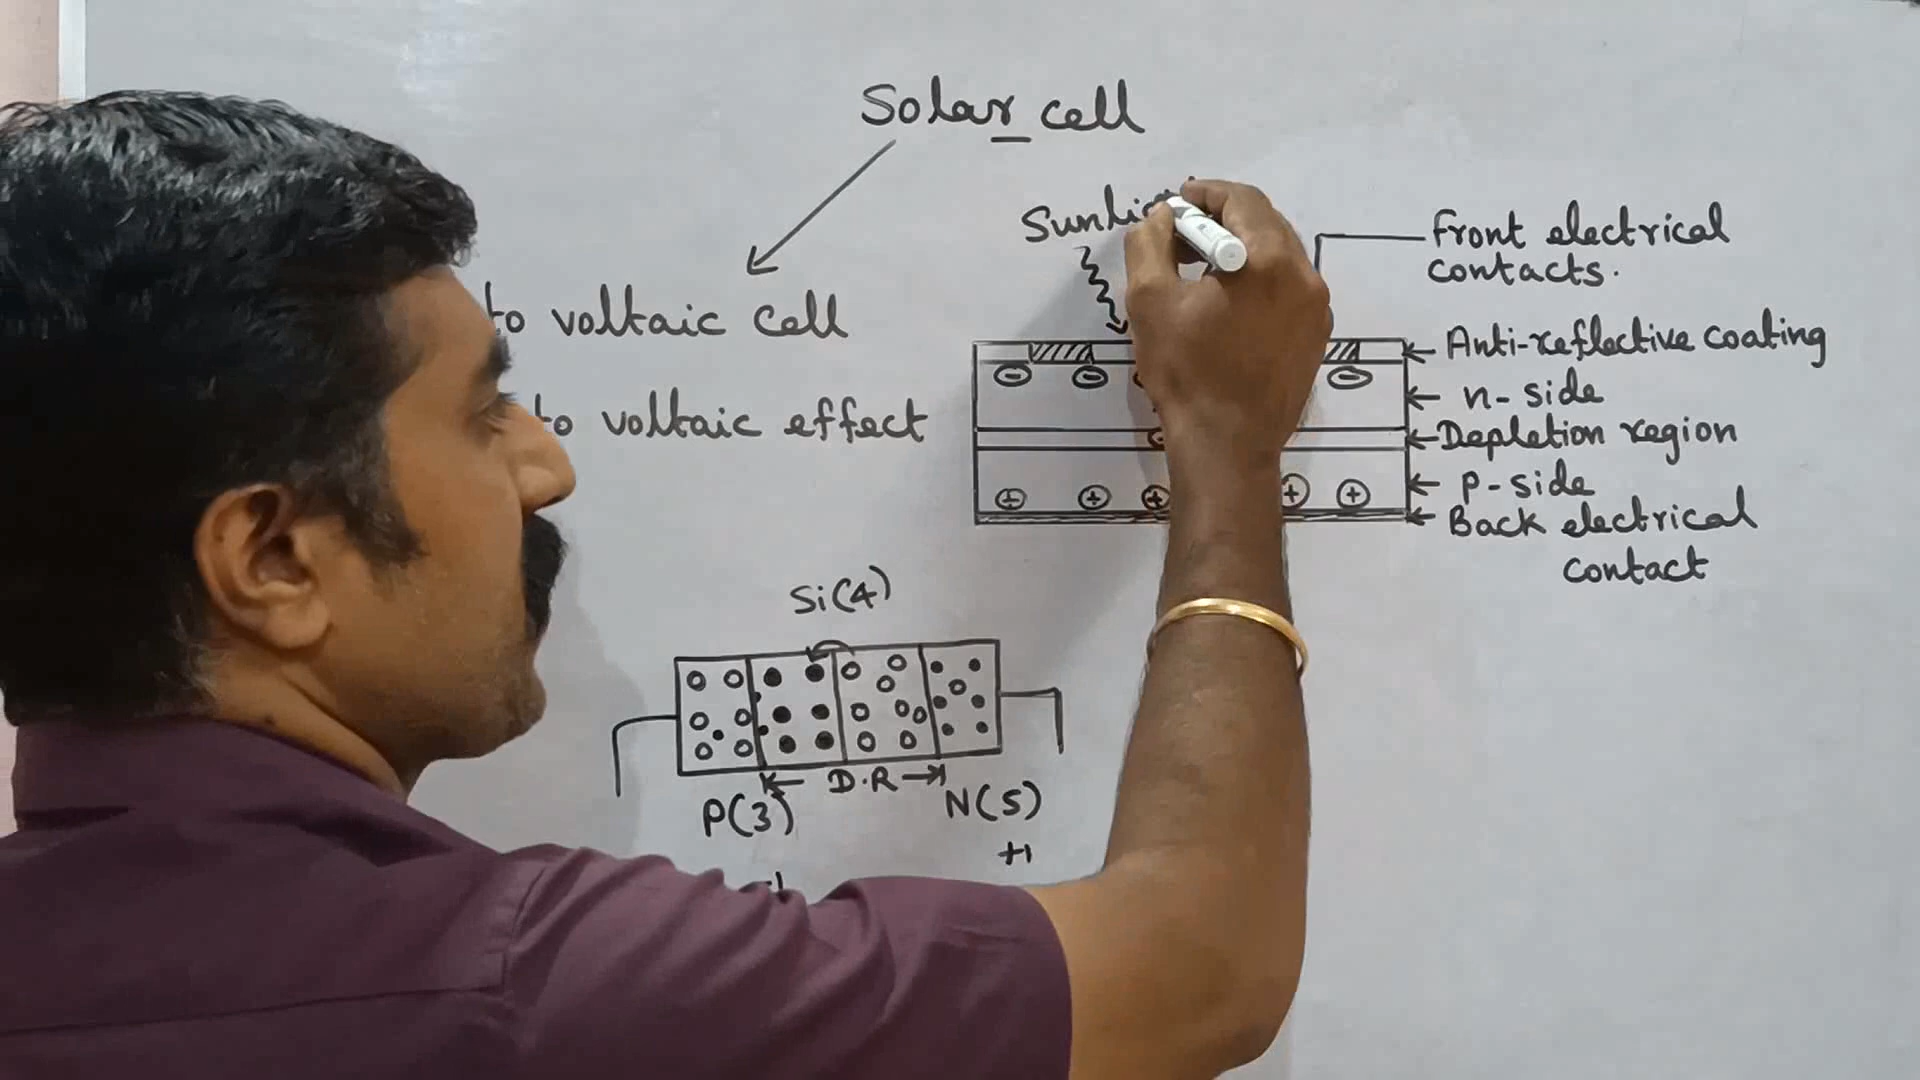 Solar cell
to voltaic cell
to voltaic effect
Front electrical
contacts.
Anti-reflective coating
n-side
Depletion region
p-side
Back electrical
contact
Si(4)
D.R
P(3)
N(5)
+1